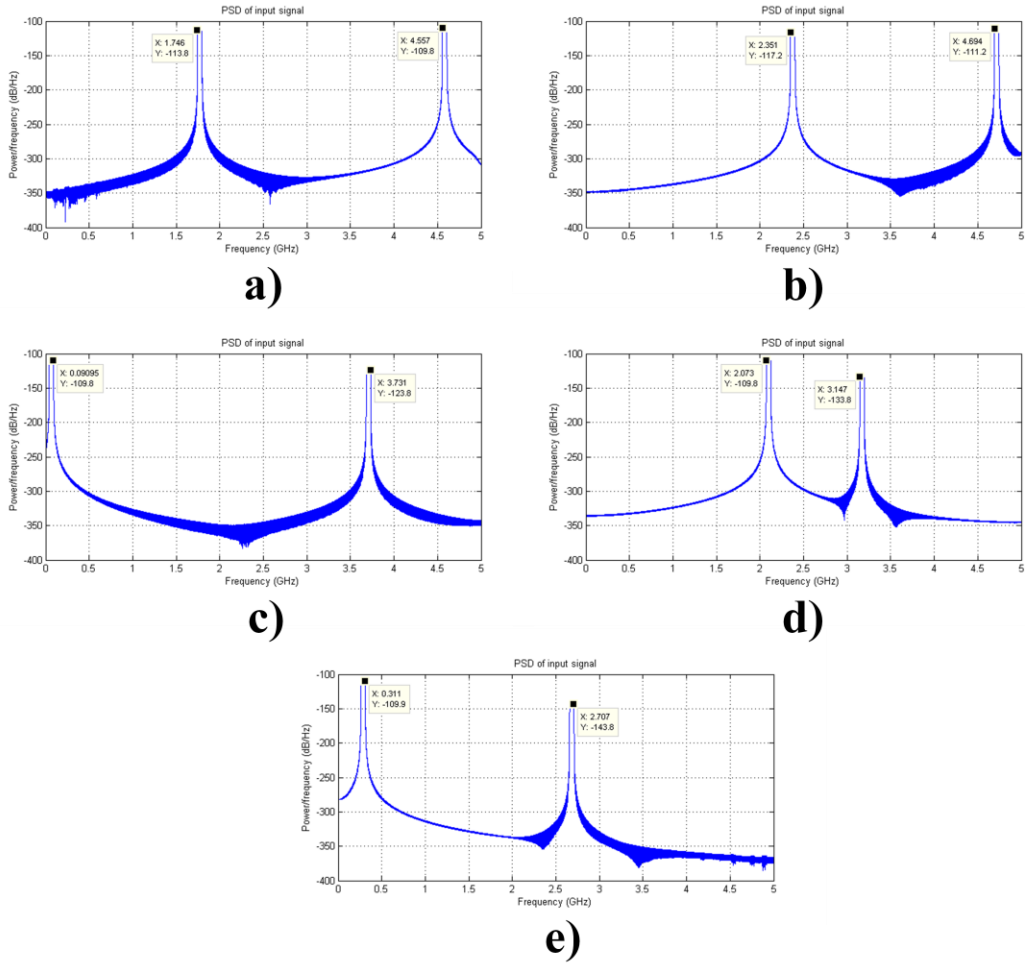 PSD of input signal
Power/frequency (dB/Hz)
-100
-150
-200
-250
-300
-350
-400
X: 1.746
Y: -113.8
X: 4.557
Y: -109.8
0 0.5 1 1.5 2 2.5 3 3.5 4 4.5 5
Frequency (GHz)
a)
PSD of input signal
Power/frequency (dB/Hz)
-100
-150
-200
-250
-300
-350
-400
X: 2.351
Y: -117.2
X: 4.694
Y: -111.2
0 0.5 1 1.5 2 2.5 3 3.5 4 4.5 5
Frequency (GHz)
b)
PSD of input signal
Power/frequency (dB/Hz)
-100
-150
-200
-250
-300
-350
-400
X: 0.09095
Y: -109.8
X: 3.731
Y: -123.8
0 0.5 1 1.5 2 2.5 3 3.5 4 4.5 5
Frequency (GHz)
c)
PSD of input signal
Power/frequency (dB/Hz)
-100
-150
-200
-250
-300
-350
-400
X: 2.073
Y: -109.8
X: 3.147
Y: -133.8
0 0.5 1 1.5 2 2.5 3 3.5 4 4.5 5
Frequency (GHz)
d)
PSD of input signal
Power/frequency (dB/Hz)
-100
-150
-200
-250
-300
-350
-400
X: 0.311
Y: -109.9
X: 2.707
Y: -143.8
0 0.5 1 1.5 2 2.5 3 3.5 4 4.5 5
Frequency (GHz)
e)